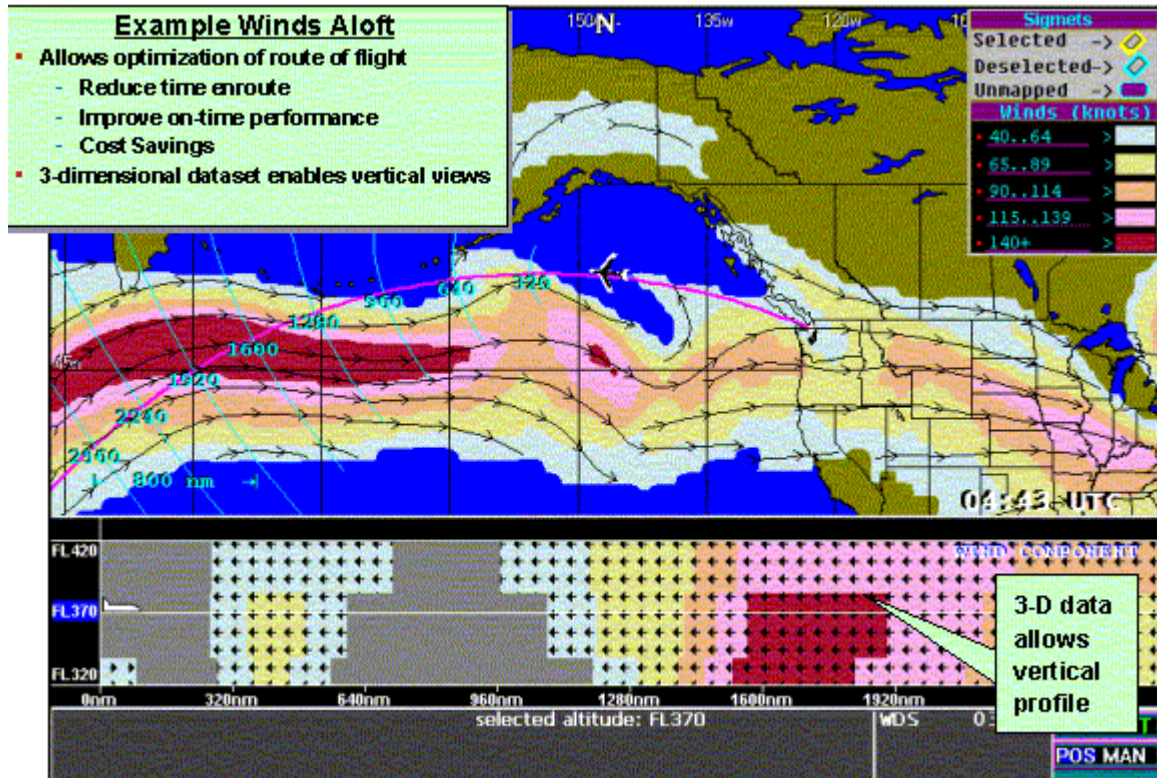 Example Winds Aloft
▪ Allows optimization of route of flight
- Reduce time enroute
- Improve on-time performance
- Cost Savings
▪ 3-dimensional dataset enables vertical views
150W
N
135W
120W
Sigmets
Selected ->
Deselected->
Unmapped ->
Winds (knots)
40..64 >
65..89 >
90..114 >
115..139 >
140+ >
320
640
960
1280
1600
1920
2240
800 nm
04:43 UTC
FL420
WIND COMPONENT
FL370
FL320
3-D data
allows
vertical
profile
0nm 320nm 640nm 960nm 1280nm 1600nm 1920nm
selected altitude: FL370
WDS
POS MAN